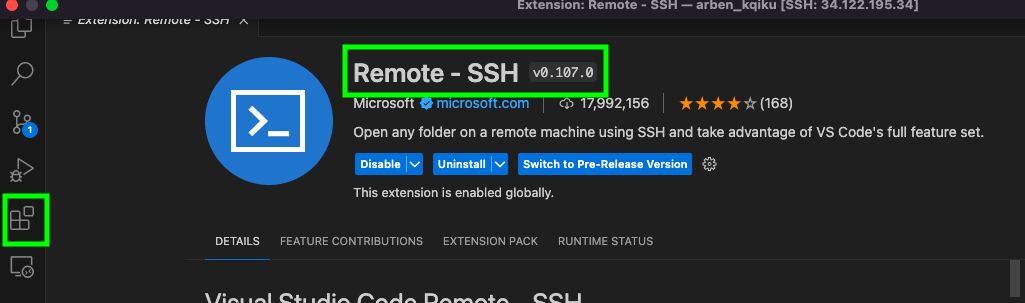 Extension: Remote - SSH — arben_kqiku [SSH: 34.122.195.34]
Extension: Remote - SSH
Remote - SSH v0.107.0
Microsoft microsoft.com 17,992,156 (168)
Open any folder on a remote machine using SSH and take advantage of VS Code's full feature set.
Disable Uninstall Switch to Pre-Release Version
1
This extension is enabled globally.
DETAILS FEATURE CONTRIBUTIONS EXTENSION PACK RUNTIME STATUS
Visual Studio Code Remote - SSH